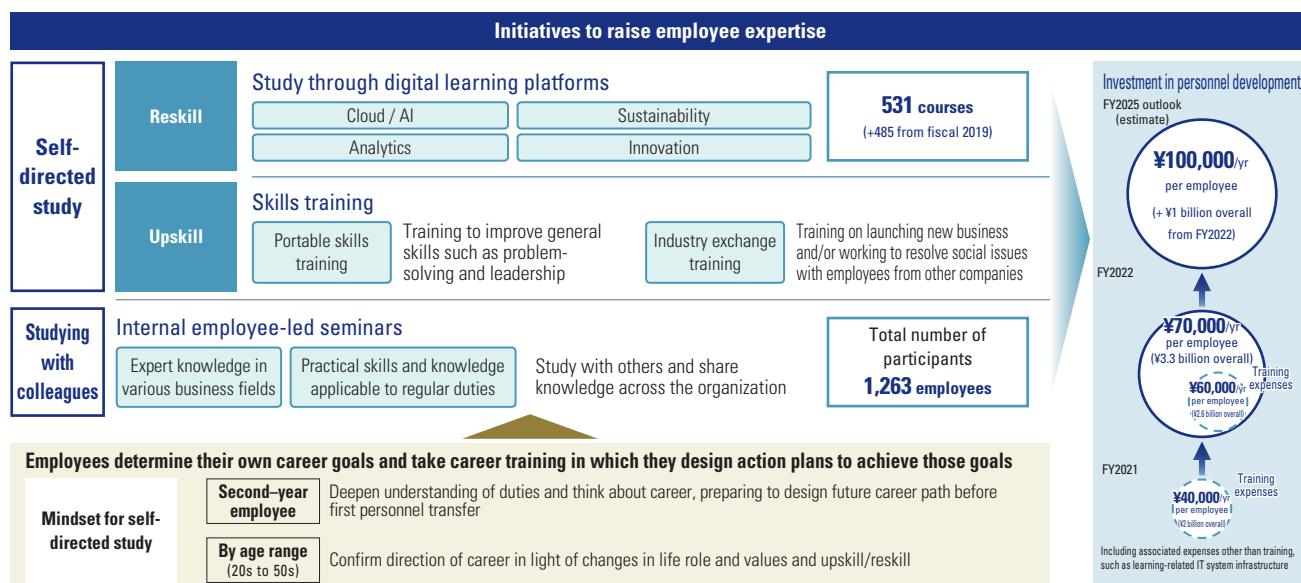 Initiatives to raise employee expertise
Self-
directed
study
Reskill
Study through digital learning platforms
Cloud / AI
Sustainability
Analytics
Innovation
531 courses
(+485 from fiscal 2019)
Upskill
Skills training
Portable skills
training
Training to improve general
skills such as problem-
solving and leadership
Industry exchange
training
Training on launching new business
and/or working to resolve social issues
with employees from other companies
Studying
with
colleagues
Internal employee-led seminars
Expert knowledge in
various business fields
Practical skills and knowledge
applicable to regular duties
Study with others and share
knowledge across the organization
Total number of
participants
1,263 employees
Employees determine their own career goals and take career training in which they design action plans to achieve those goals
Mindset for self-
directed study
Second–year
employee
Deepen understanding of duties and think about career, preparing to design future career path before
first personnel transfer
By age range
(20s to 50s)
Confirm direction of career in light of changes in life role and values and upskill/reskill
Investment in personnel development
FY2025 outlook
(estimate)
¥100,000/yr
per employee
(+ ¥1 billion overall
from FY2022)
FY2022
¥70,000/yr
per employee
(¥3.3 billion overall)
Training
expenses
¥60,000/yr
per employee
(¥2.6 billion overall)
FY2021
Training
expenses
¥40,000/yr
per employee
(¥2 billion overall)
Including associated expenses other than training,
such as learning-related IT system infrastructure